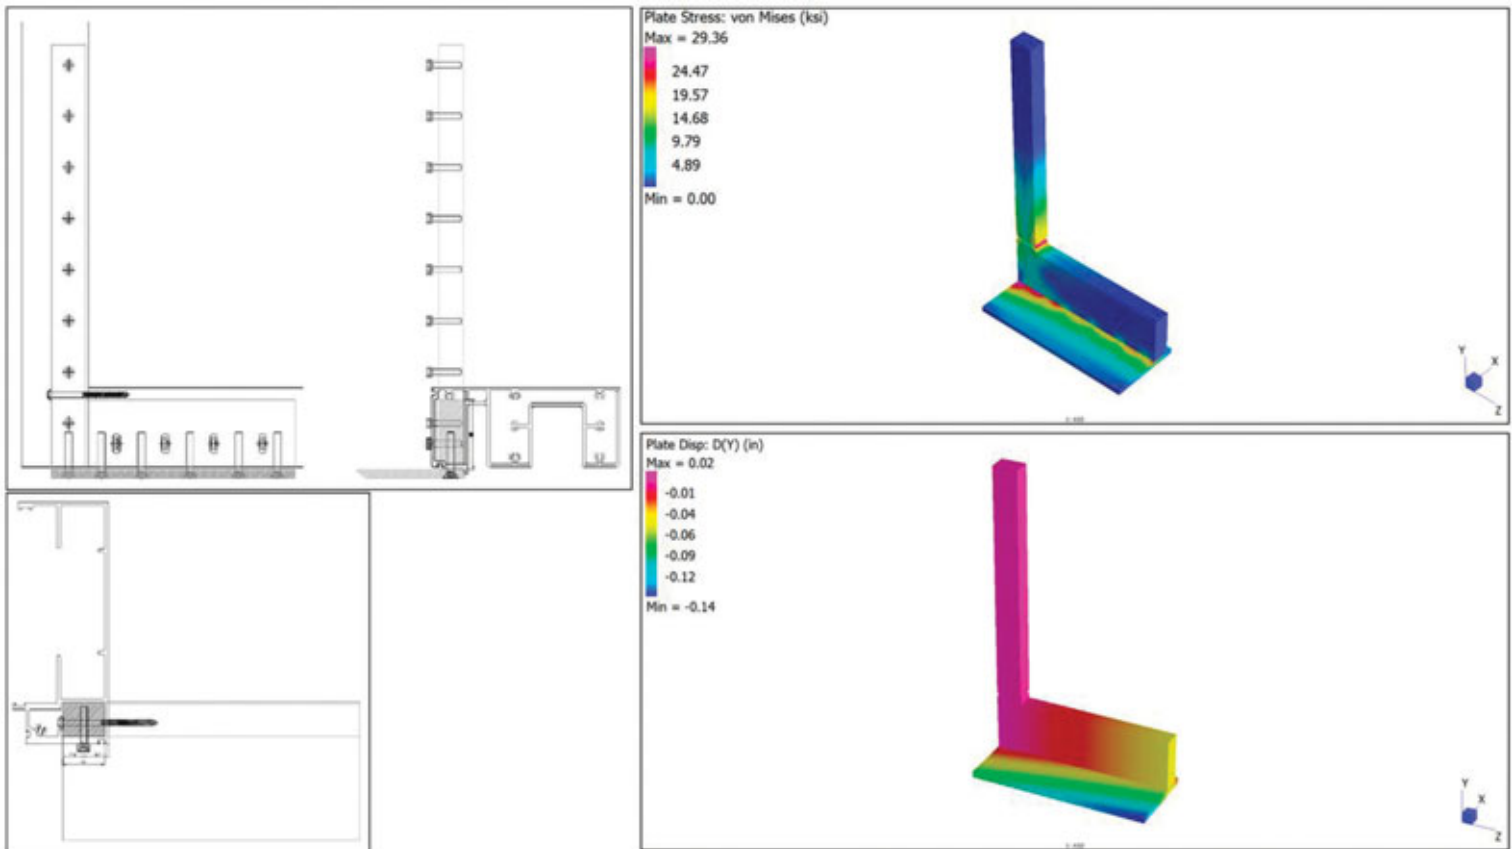 Plate Stress: von Mises (ksi)
Max = 29.36
24.47
19.57
14.68
9.79
4.89
Min = 0.00
Y
X
Z
Plate Disp: D(Y) (in)
Max = 0.02
-0.01
-0.04
-0.06
-0.09
-0.12
Min = -0.14
Y
X
Z